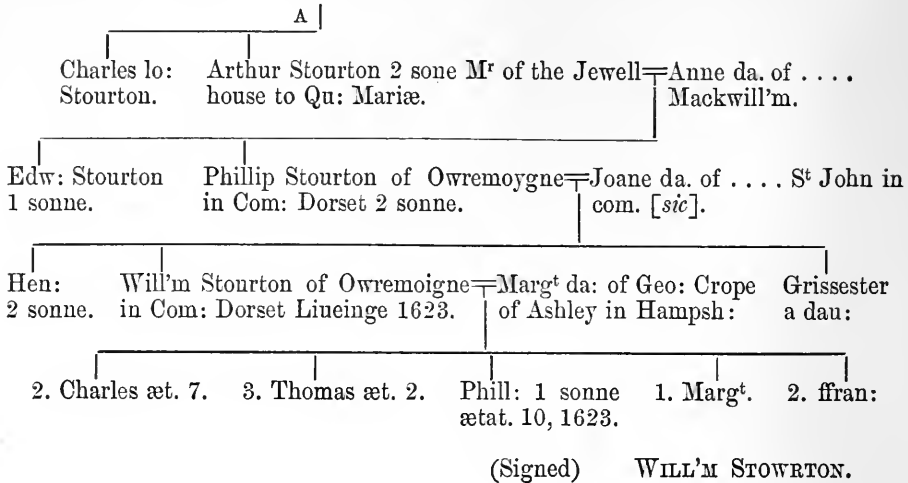 A
Charles lo: Arthur Stourton 2 sone Mʳ of the Jewell Anne da. of . . . .
Stourton. house to Qu: Mariæ. Mackwill'm.
Edw: Stourton Phillip Stourton of Owremoygne Joane da. of . . . . Sᵗ John in
1 sonne. in Com: Dorset 2 sonne. com. [sic].
Hen: Will'm Stourton of Owremoigne Margᵗ da: of Geo: Crope Grissester
2 sonne. in Com: Dorset Liueinge 1623. of Ashley in Hampsh: a dau:
2. Charles æt. 7. 3. Thomas æt. 2. Phill: 1 sonne 1. Margᵗ. 2. ffran:
ætat. 10, 1623.
(Signed) WILL'M STOWRTON.